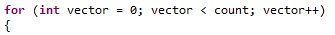 for (int vector = 0; vector < count; vector++)
{